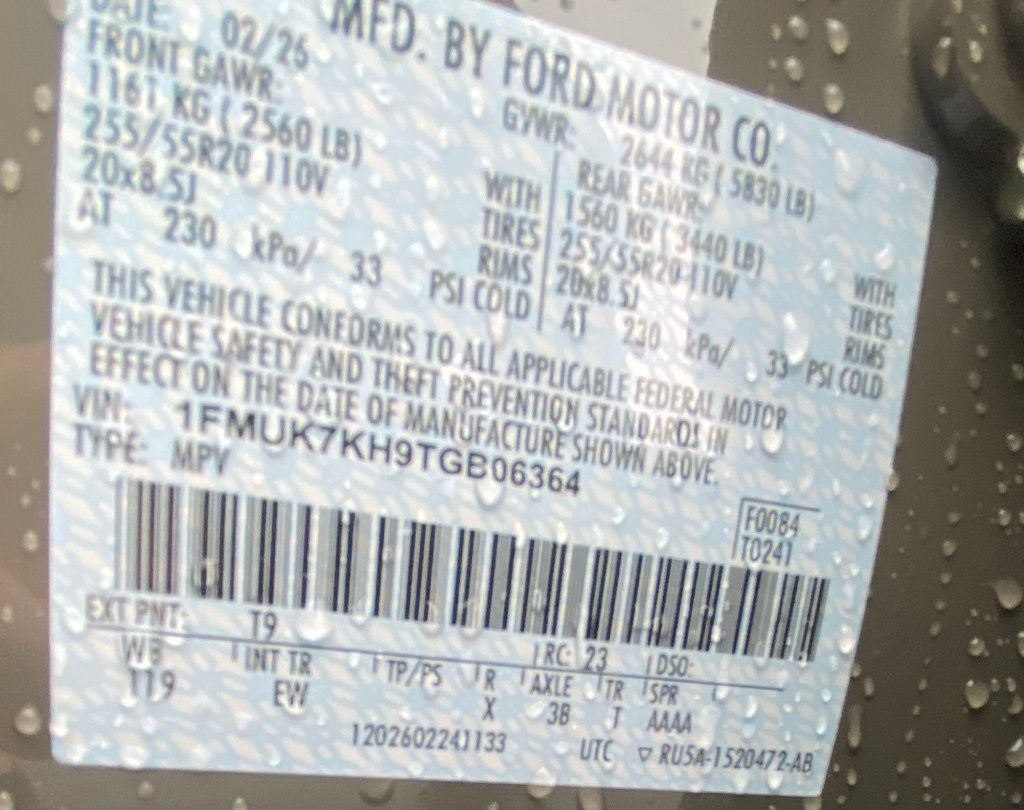 DATE: 02/26
MFD. BY FORD MOTOR CO.
FRONT GAWR:
1161 KG ( 2560 LB)
255/55R20 110V
20x8.5J
WITH
TIRES
RIMS
AT 230 kPa/ 33 PSI COLD
GVWR: 2644 KG ( 5830 LB)
REAR GAWR:
1560 KG ( 3440 LB)
255/55R20 110V
20x8.5J
WITH
TIRES
RIMS
AT 230 kPa/ 33 PSI COLD
THIS VEHICLE CONFORMS TO ALL APPLICABLE FEDERAL MOTOR
VEHICLE SAFETY AND THEFT PREVENTION STANDARDS IN
EFFECT ON THE DATE OF MANUFACTURE SHOWN ABOVE.
VIN: 1FMUK7KH9TGB06364
TYPE: MPV
F0084
T0241
EXT PNT: T9 RC: 23 DSO:
WB INT TR TP/PS R AXLE TR SPR
119 EW X 3B T AAAA
1202602241133 UTC ▽ RU5A-1520472-AB